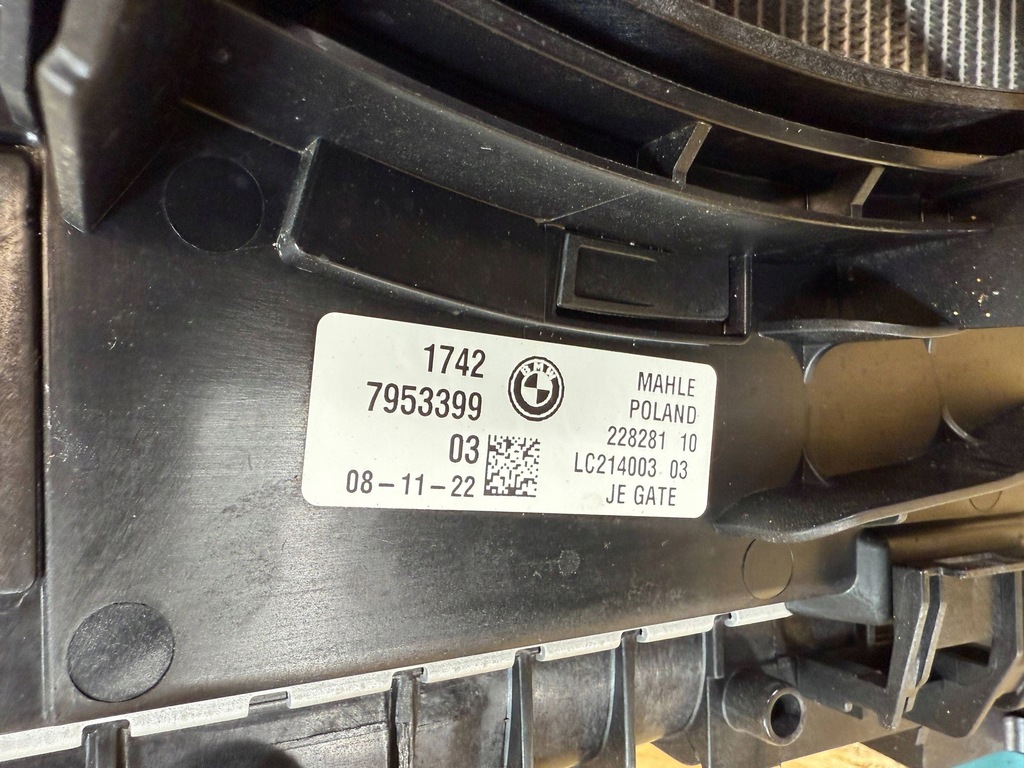 1742
7953399
03
08-11-22
BMW
MAHLE
POLAND
228281 10
LC214003 03
JE GATE